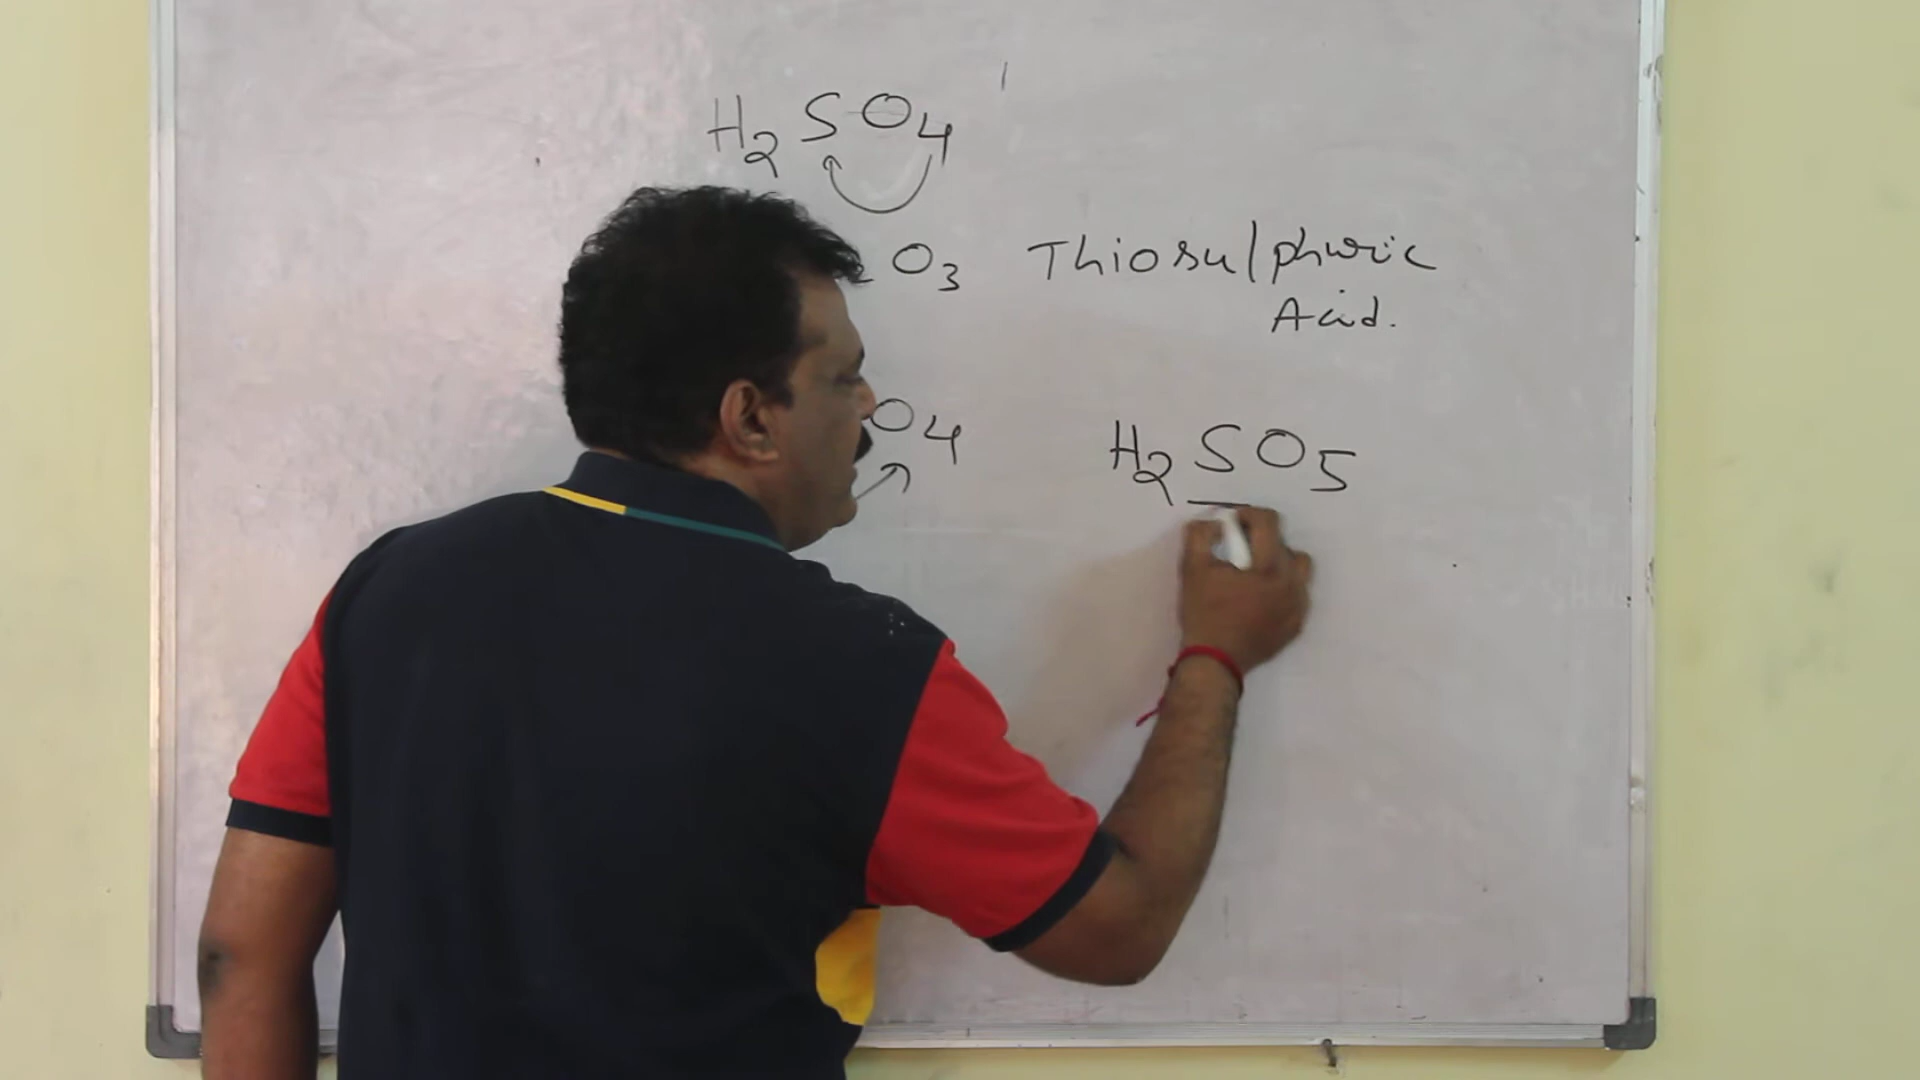 H₂SO₄
O₃ Thiosulphuric
Acid.
O₄ H₂SO₅